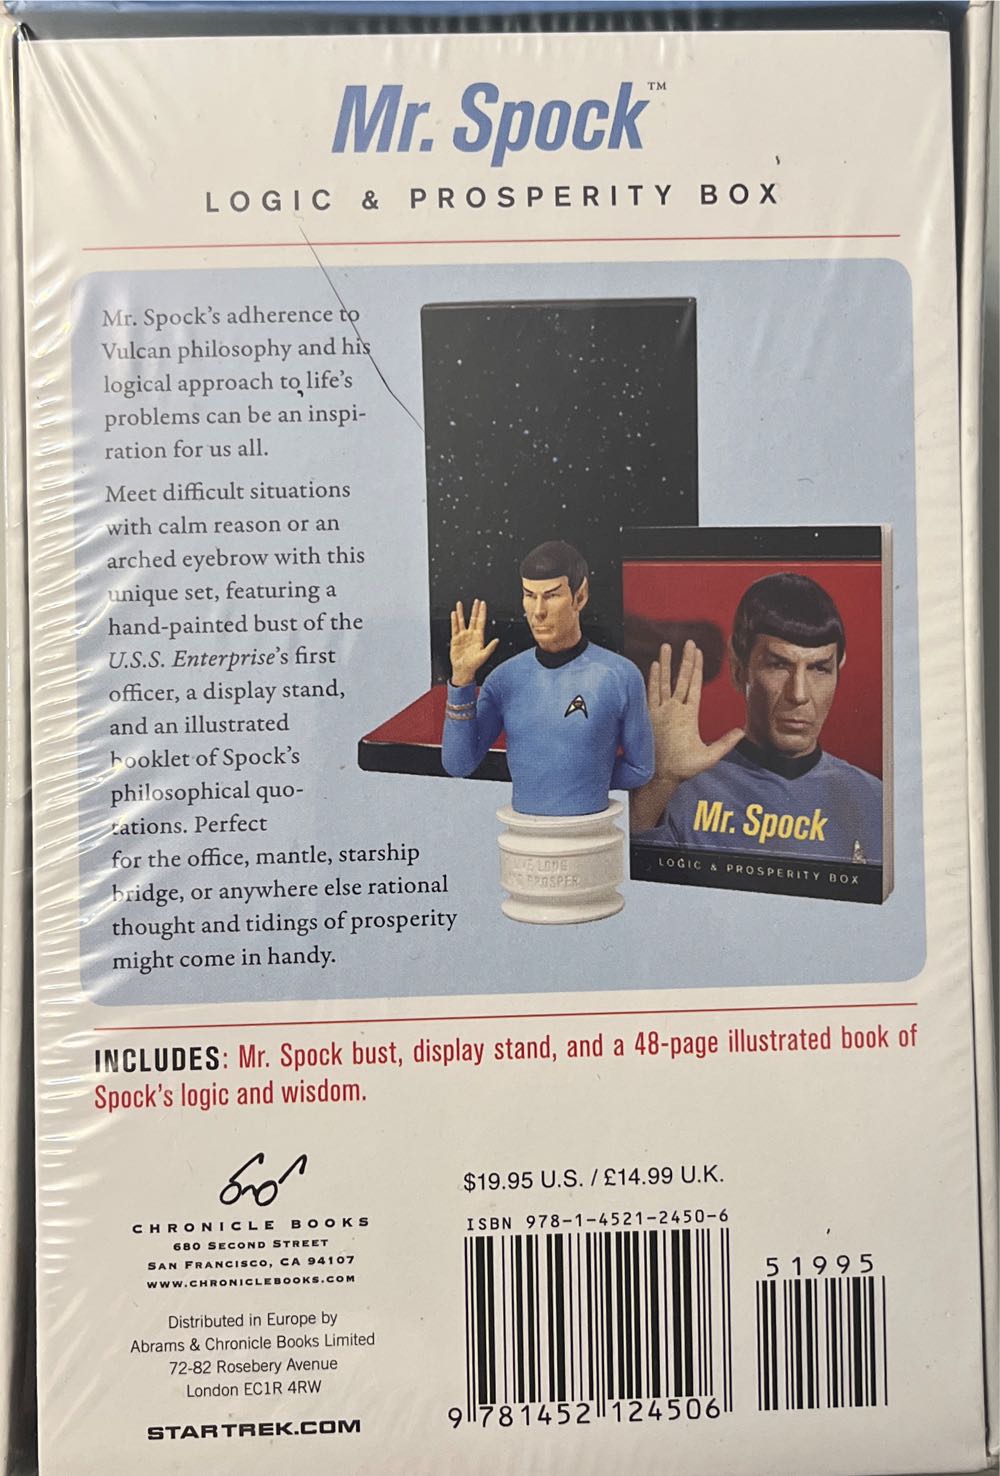 Mr. Spock™
LOGIC & PROSPERITY BOX
Mr. Spock's adherence to
Vulcan philosophy and his
logical approach to life's
problems can be an inspi-
ration for us all.
Meet difficult situations
with calm reason or an
arched eyebrow with this
unique set, featuring a
hand-painted bust of the
U.S.S. Enterprise's first
officer, a display stand,
and an illustrated
booklet of Spock's
philosophical quo-
tations. Perfect
for the office, mantle, starship
bridge, or anywhere else rational
thought and tidings of prosperity
might come in handy.
LIVE LONG
AND PROSPER
Mr. Spock
LOGIC & PROSPERITY BOX
INCLUDES: Mr. Spock bust, display stand, and a 48-page illustrated book of
Spock's logic and wisdom.
CHRONICLE BOOKS
680 SECOND STREET
SAN FRANCISCO, CA 94107
WWW.CHRONICLEBOOKS.COM
Distributed in Europe by
Abrams & Chronicle Books Limited
72-82 Rosebery Avenue
London EC1R 4RW
STARTREK.COM
$19.95 U.S. / £14.99 U.K.
ISBN 978-1-4521-2450-6
51995
9 781452 124506